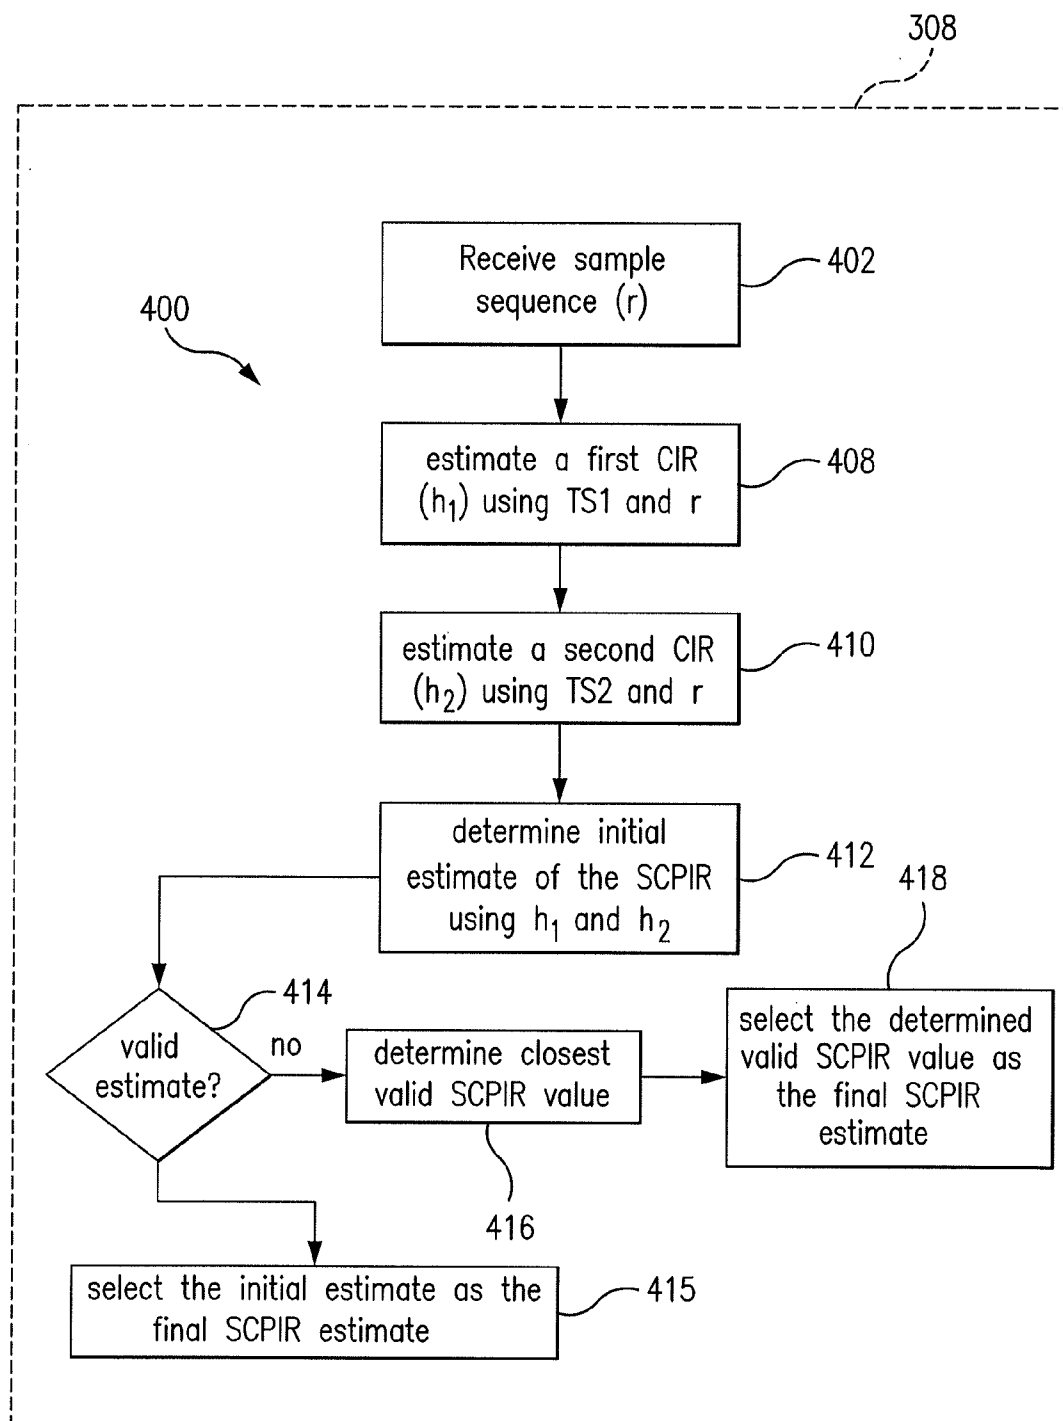 308
400
Receive sample
sequence (r)
402
estimate a first CIR
(h₁) using TS1 and r
408
estimate a second CIR
(h₂) using TS2 and r
410
determine initial
estimate of the SCPIR
using h₁ and h₂
412
418
414
valid
estimate?
no
determine closest
valid SCPIR value
416
select the determined
valid SCPIR value as
the final SCPIR
estimate
select the initial estimate as the
final SCPIR estimate
415